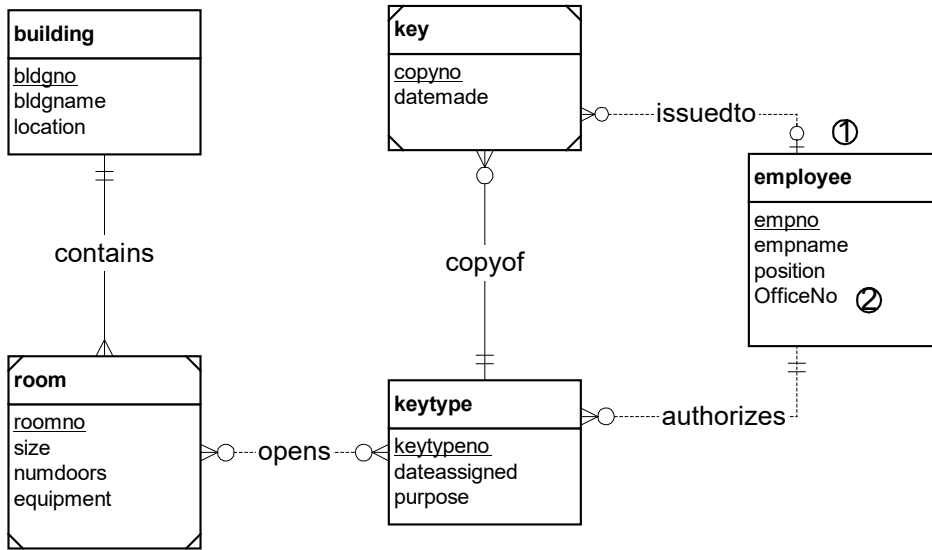 building
bldgno
bldgname
location
key
copyno
datemade
issuedto
①
employee
empno
empname
position
OfficeNo ②
contains
copyof
room
roomno
size
numdoors
equipment
opens
keytype
keytypeno
dateassigned
purpose
authorizes